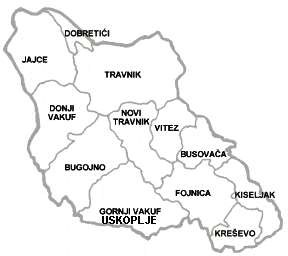 DOBRETIĆI
JAJCE
TRAVNIK
DONJI
VAKUF
NOVI
TRAVNIK
VITEZ
BUSOVAČA
BUGOJNO
FOJNICA
KISELJAK
GORNJI VAKUF
USKOPLJE
KREŠEVO